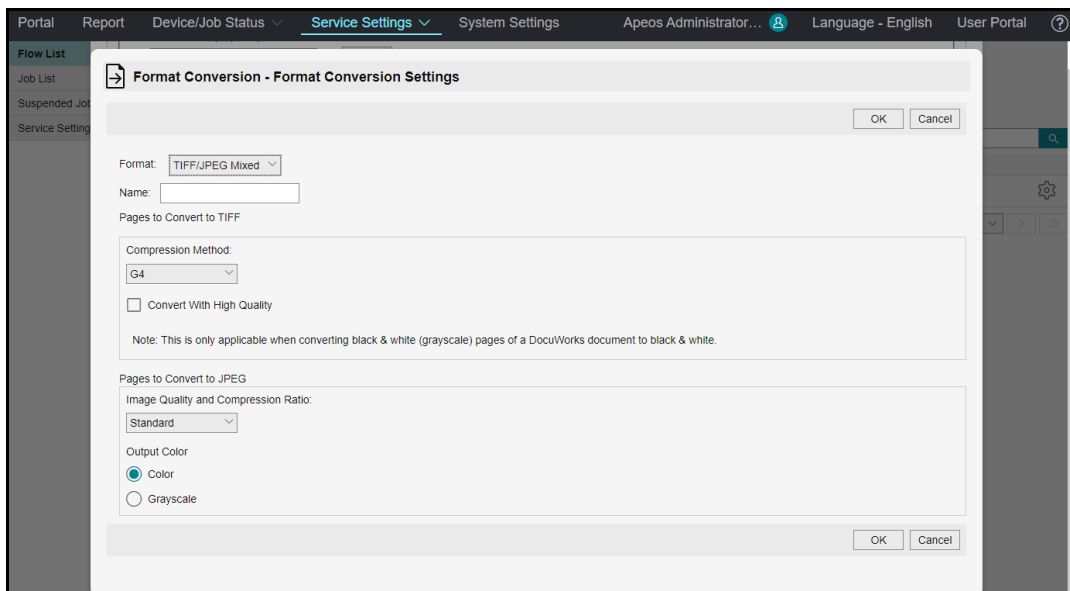 Portal Report Device/Job Status Service Settings System Settings Apeos Administrator... Language - English User Portal ?
Flow List
Job List
Suspended Job
Service Setting
Format Conversion - Format Conversion Settings
OK Cancel
Format: TIFF/JPEG Mixed
Name:
Pages to Convert to TIFF
Compression Method:
G4
Convert With High Quality
Note: This is only applicable when converting black & white (grayscale) pages of a DocuWorks document to black & white.
Pages to Convert to JPEG
Image Quality and Compression Ratio:
Standard
Output Color
Color
Grayscale
OK Cancel